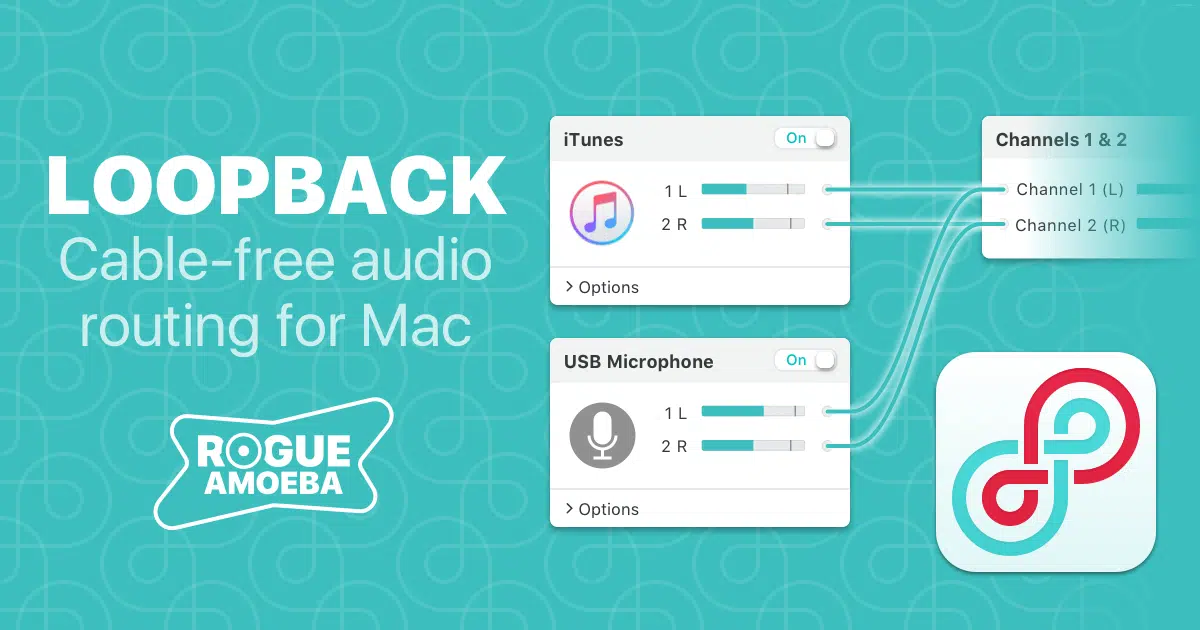 LOOPBACK
Cable-free audio
routing for Mac
ROGUE
AMOEBA
iTunes
On
1 L
2 R
> Options
USB Microphone
On
1 L
2 R
> Options
Channels 1 & 2
Channel 1 (L)
Channel 2 (R)